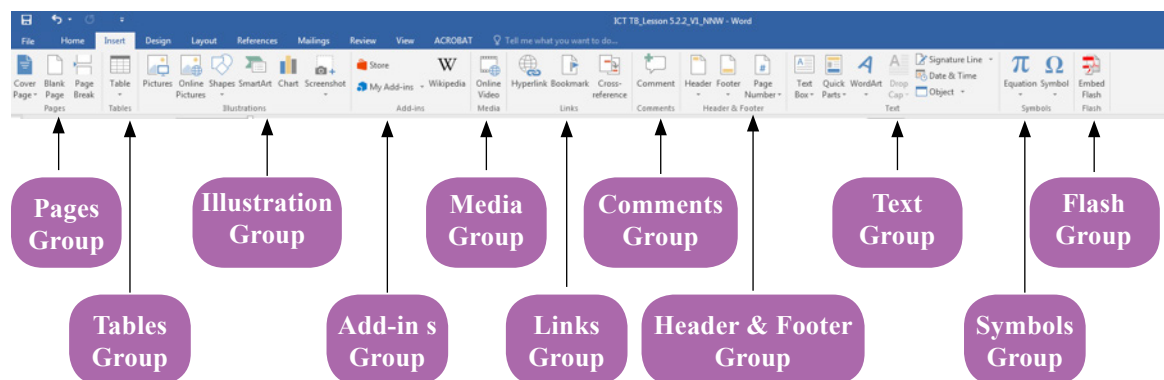 ICT TB_Lesson 5.2.2_V1_NNW - Word
File Home Insert Design Layout References Mailings Review View ACROBAT Tell me what you want to do...
Cover Page Blank Page Page Break
Pages
Table
Tables
Pictures Online Pictures Shapes SmartArt Chart Screenshot
Illustrations
Store
My Add-ins
Wikipedia
Add-ins
Online Video
Media
Hyperlink Bookmark Cross-reference
Links
Comment
Comments
Header Footer Page Number
Header & Footer
Text Box Quick Parts WordArt Drop Cap
Signature Line
Date & Time
Object
Text
π Equation Ω Symbol
Symbols
Embed Flash
Flash
Pages
Group
Illustration
Group
Media
Group
Comments
Group
Text
Group
Flash
Group
Tables
Group
Add-in s
Group
Links
Group
Header & Footer
Group
Symbols
Group